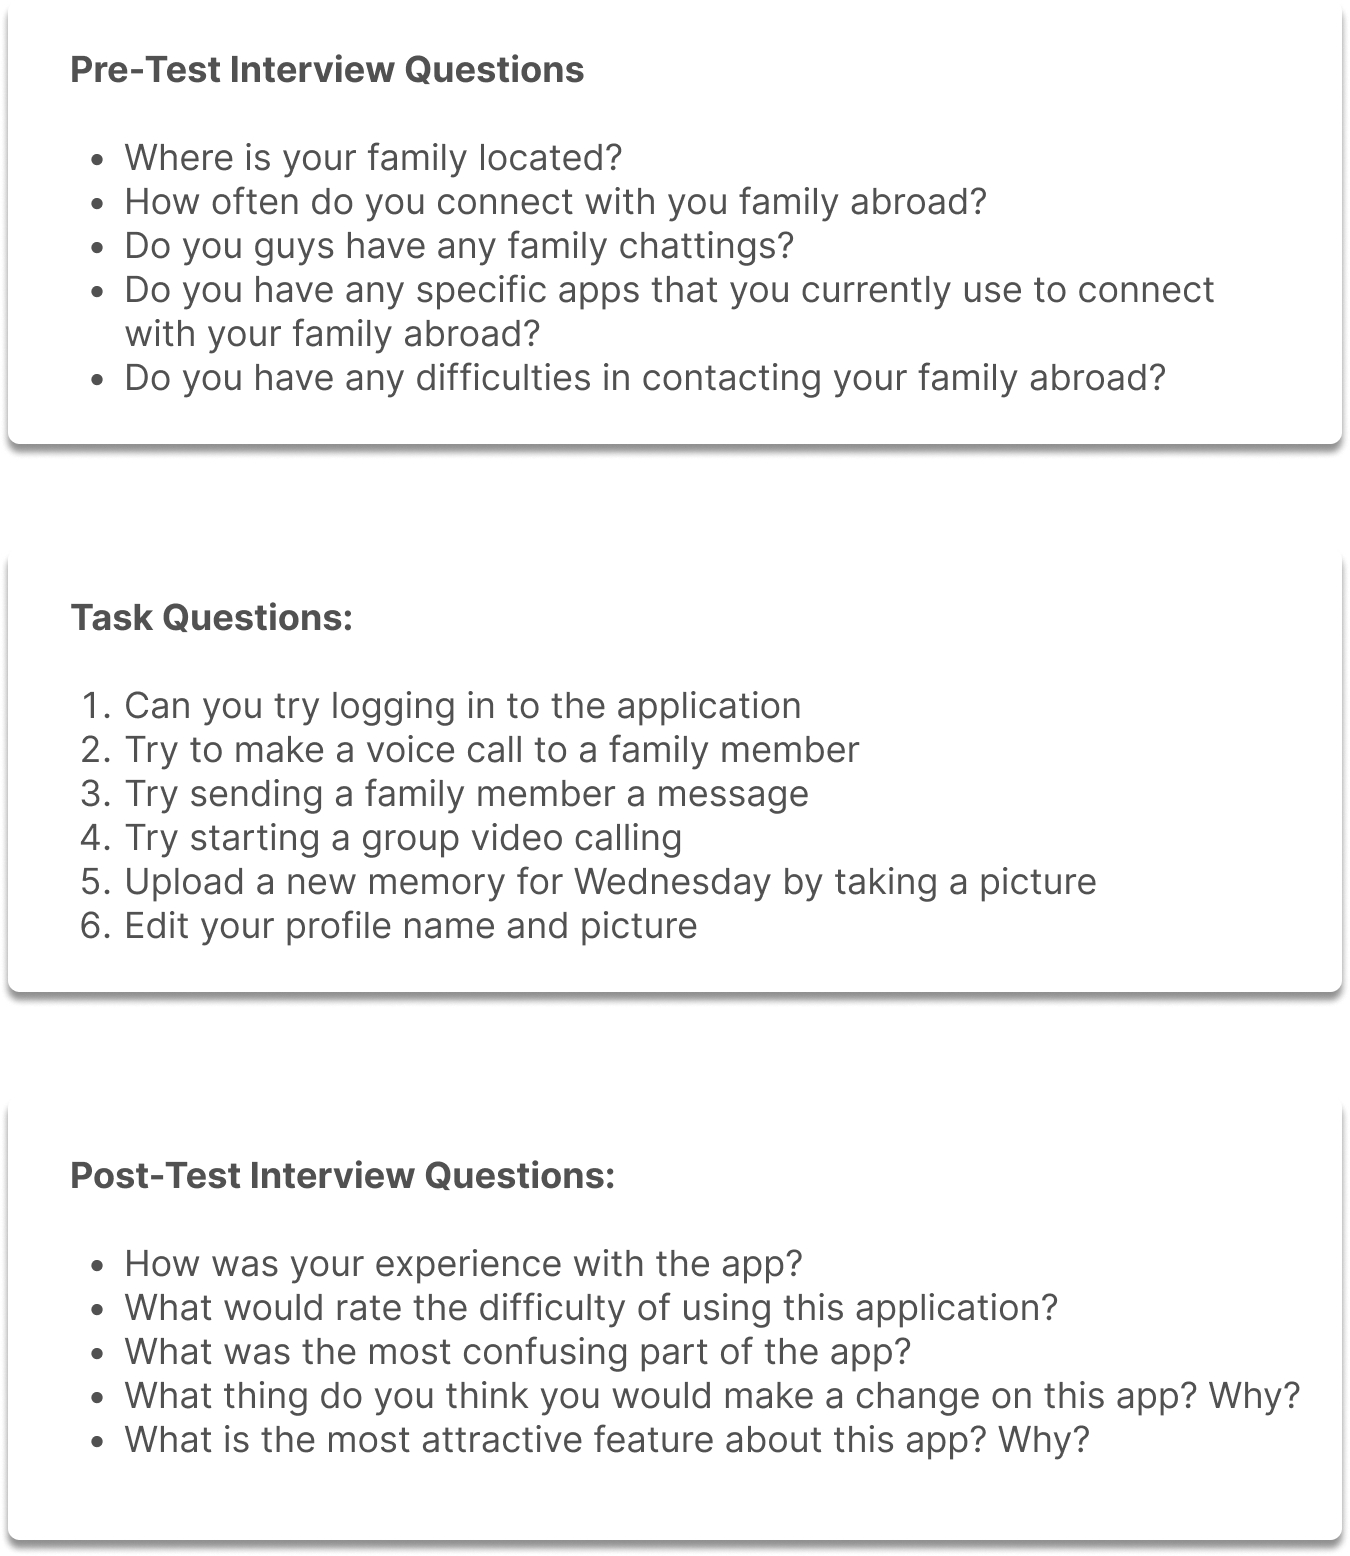 Pre-Test Interview Questions
• Where is your family located?
• How often do you connect with you family abroad?
• Do you guys have any family chattings?
• Do you have any specific apps that you currently use to connect
with your family abroad?
• Do you have any difficulties in contacting your family abroad?
Task Questions:
1. Can you try logging in to the application
2. Try to make a voice call to a family member
3. Try sending a family member a message
4. Try starting a group video calling
5. Upload a new memory for Wednesday by taking a picture
6. Edit your profile name and picture
Post-Test Interview Questions:
• How was your experience with the app?
• What would rate the difficulty of using this application?
• What was the most confusing part of the app?
• What thing do you think you would make a change on this app? Why?
• What is the most attractive feature about this app? Why?